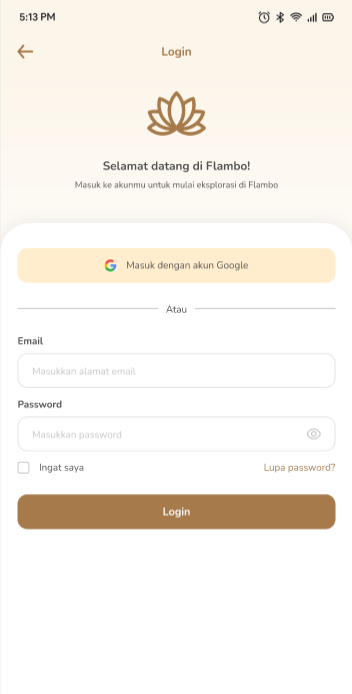 5:13 PM
Login
Selamat datang di Flambo!
Masuk ke akunmu untuk mulai eksplorasi di Flambo
Masuk dengan akun Google
Atau
Email
Masukkan alamat email
Password
Masukkan password
Ingat saya
Lupa password?
Login